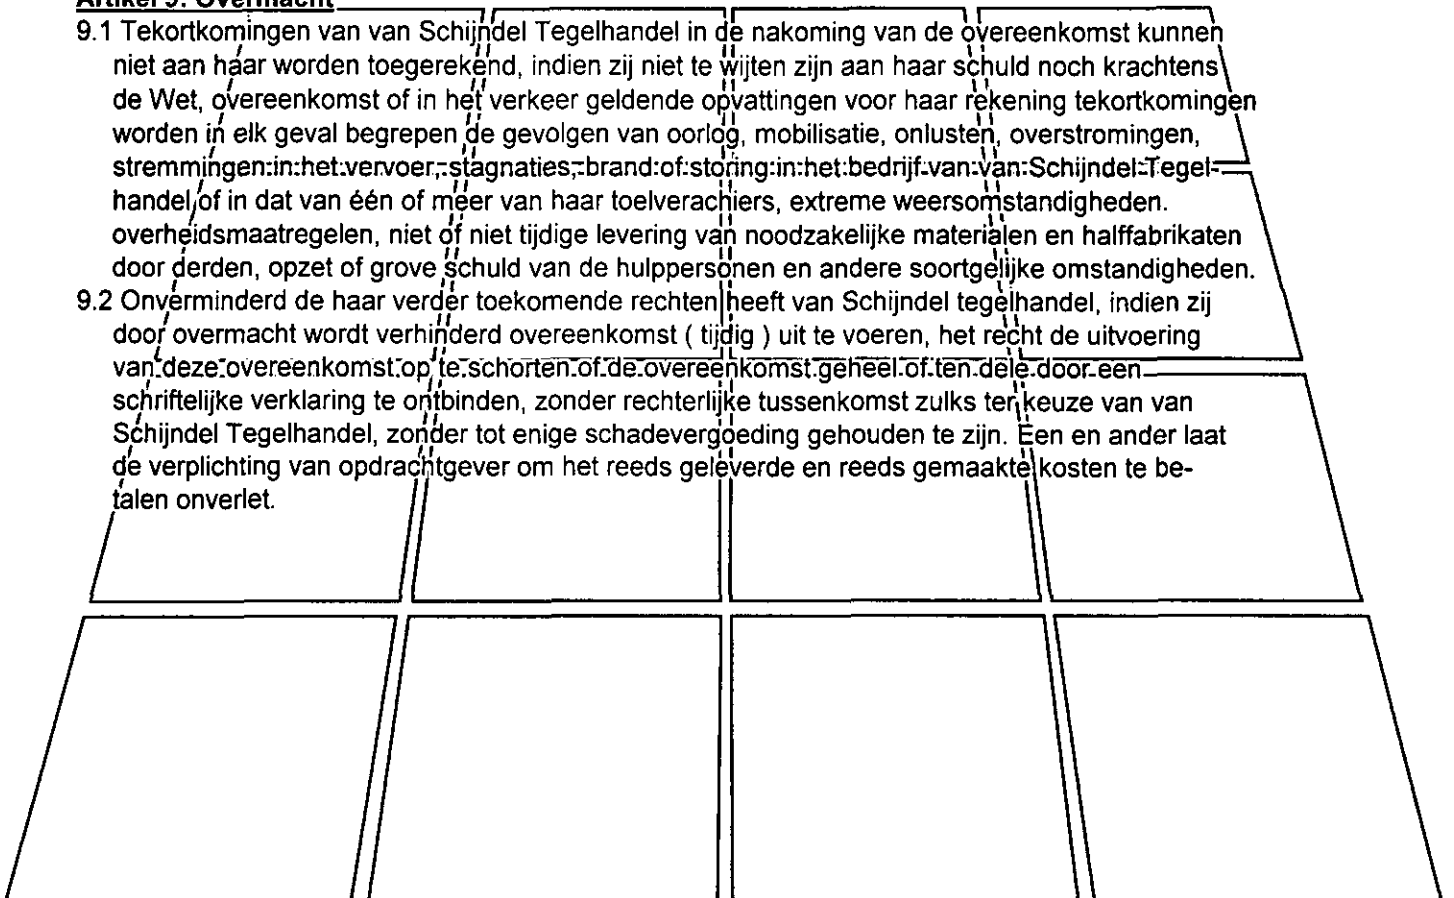 Artikel 9: Overmacht
9.1 Tekortkomingen van van Schijndel Tegelhandel in de nakoming van de overeenkomst kunnen
niet aan haar worden toegerekend, indien zij niet te wijten zijn aan haar schuld noch krachtens
de Wet, overeenkomst of in het verkeer geldende opvattingen voor haar rekening tekortkomingen
worden in elk geval begrepen de gevolgen van oorlog, mobilisatie, onlusten, overstromingen,
stremmingen in het vervoer, stagnaties, brand of storing in het bedrijf van van Schijndel Tegel-
handel of in dat van één of meer van haar toelverachiers, extreme weersomstandigheden.
overheidsmaatregelen, niet of niet tijdige levering van noodzakelijke materialen en halffabrikaten
door derden, opzet of grove schuld van de hulppersonen en andere soortgelijke omstandigheden.
9.2 Onverminderd de haar verder toekomende rechten heeft van Schijndel tegelhandel, indien zij
door overmacht wordt verhinderd overeenkomst ( tijdig ) uit te voeren, het recht de uitvoering
van deze overeenkomst op te schorten of de overeenkomst geheel of ten dele door een
schriftelijke verklaring te ontbinden, zonder rechterlijke tussenkomst zulks ter keuze van van
Schijndel Tegelhandel, zonder tot enige schadevergoeding gehouden te zijn. Een en ander laat
de verplichting van opdrachtgever om het reeds geleverde en reeds gemaakte kosten te be-
talen onverlet.